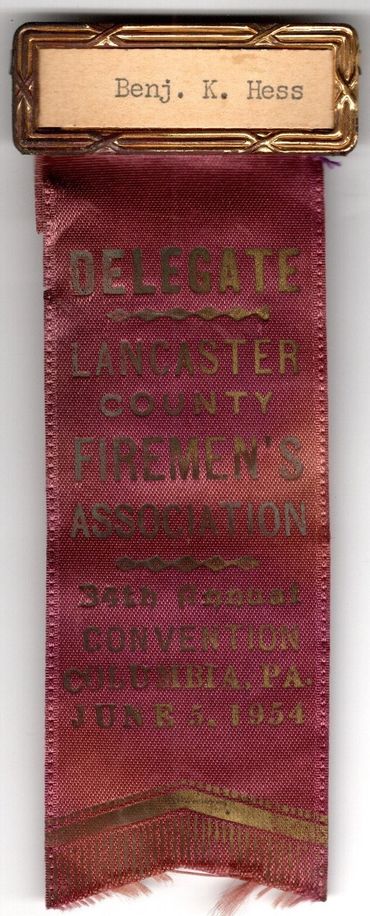 Benj. K. Hess
DELEGATE
LANCASTER
COUNTY
FIREMEN'S
ASSOCIATION
34th Annual
CONVENTION
COLUMBIA, PA.
JUNE 5, 1954